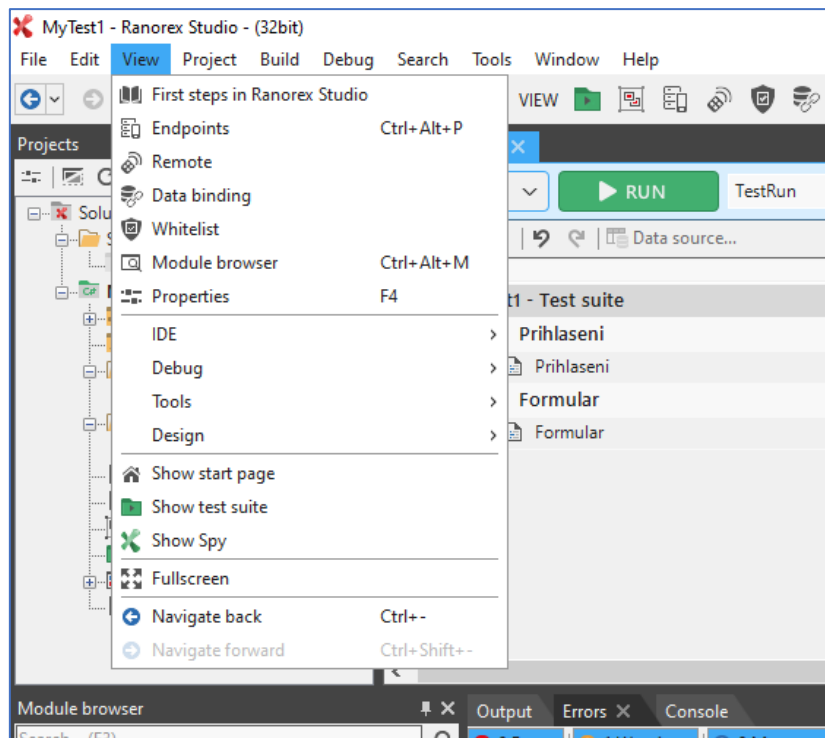 MyTest1 - Ranorex Studio - (32bit)
File Edit View Project Build Debug Search Tools Window Help
VIEW
First steps in Ranorex Studio
Endpoints Ctrl+Alt+P
Remote
Data binding
Whitelist
Module browser Ctrl+Alt+M
Properties F4
IDE
Debug
Tools
Design
Show start page
Show test suite
Show Spy
Fullscreen
Navigate back Ctrl+-
Navigate forward Ctrl+Shift+-
Projects
Solu
RUN TestRun
Data source...
t1 - Test suite
Prihlaseni
Prihlaseni
Formular
Formular
Module browser
Output Errors Console
Search (F3)